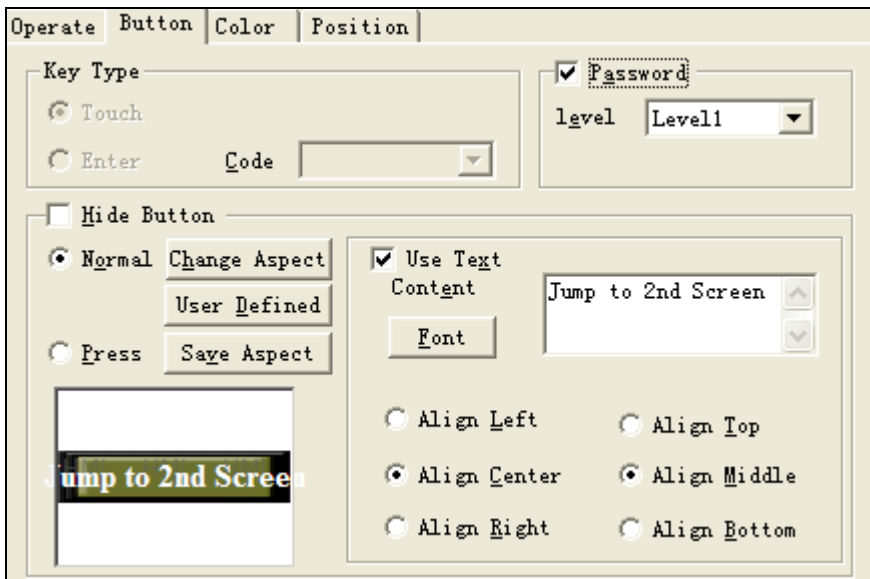 Operate Button Color Position
Key Type
Touch
Enter Code
Password
level Level1
Hide Button
Normal Change Aspect
User Defined
Press Save Aspect
Jump to 2nd Screen
Use Text
Content Jump to 2nd Screen
Font
Align Left Align Top
Align Center Align Middle
Align Right Align Bottom